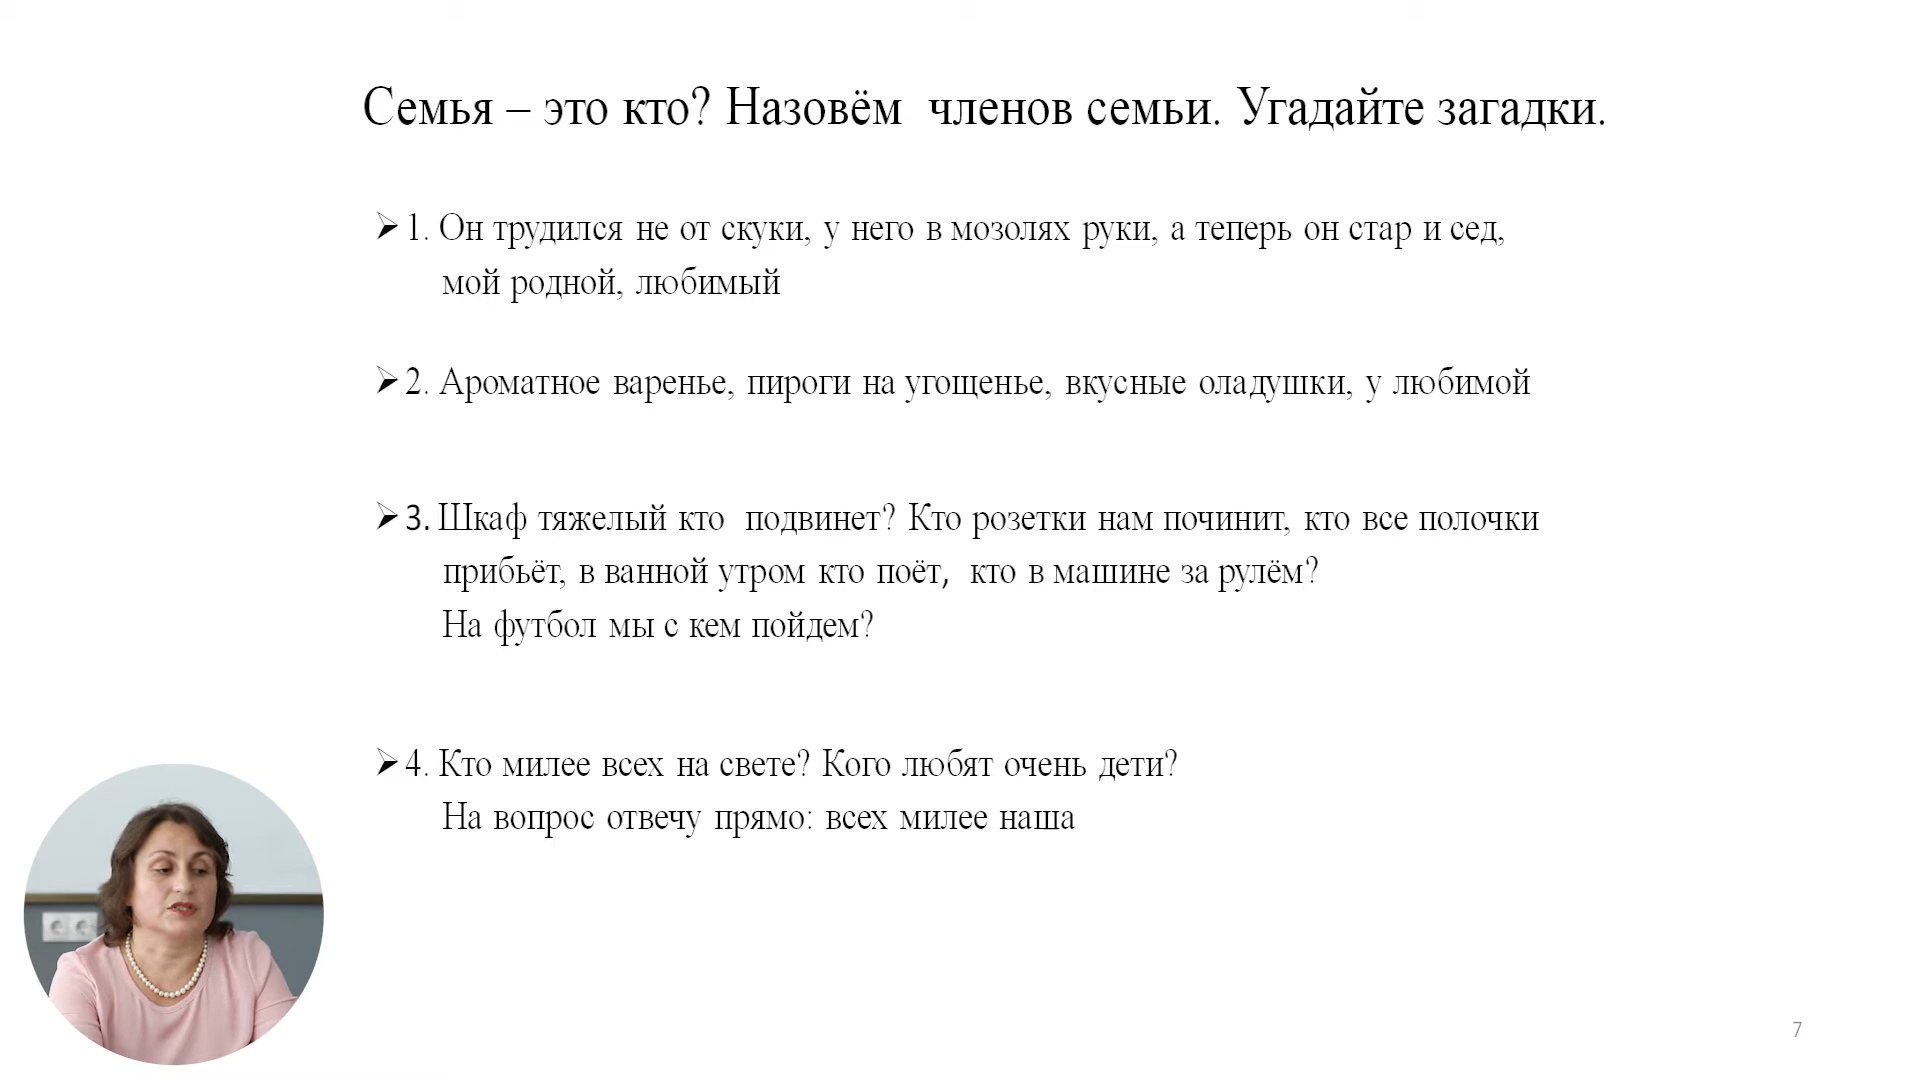 Семья – это кто? Назовём членов семьи. Угадайте загадки.
➢1. Он трудился не от скуки, у него в мозолях руки, а теперь он стар и сед,
мой родной, любимый
➢2. Ароматное варенье, пироги на угощенье, вкусные оладушки, у любимой
➢3. Шкаф тяжелый кто подвинет? Кто розетки нам починит, кто все полочки
прибьёт, в ванной утром кто поёт, кто в машине за рулём?
На футбол мы с кем пойдем?
➢4. Кто милее всех на свете? Кого любят очень дети?
На вопрос отвечу прямо: всех милее наша
7